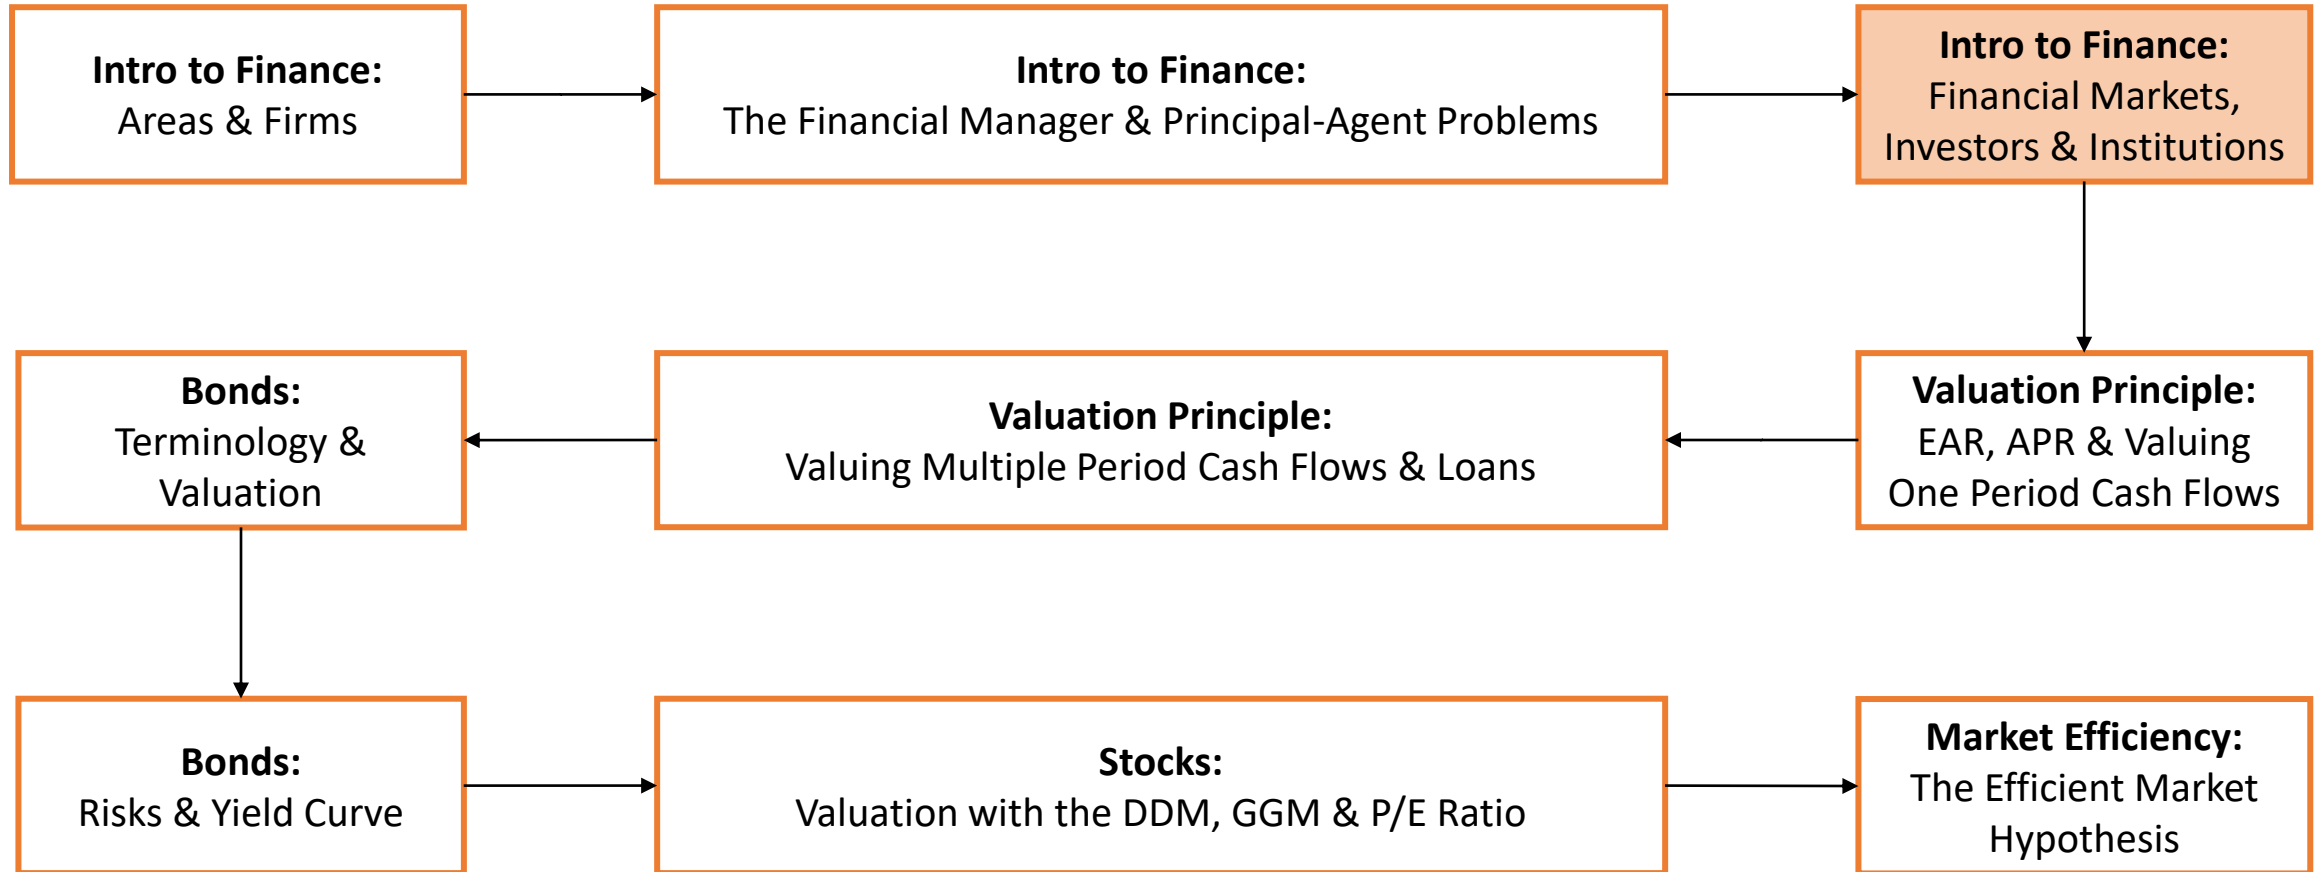 Intro to Finance:
Areas & Firms
Intro to Finance:
The Financial Manager & Principal-Agent Problems
Intro to Finance:
Financial Markets,
Investors & Institutions
Bonds:
Terminology &
Valuation
Valuation Principle:
Valuing Multiple Period Cash Flows & Loans
Valuation Principle:
EAR, APR & Valuing
One Period Cash Flows
Bonds:
Risks & Yield Curve
Stocks:
Valuation with the DDM, GGM & P/E Ratio
Market Efficiency:
The Efficient Market
Hypothesis